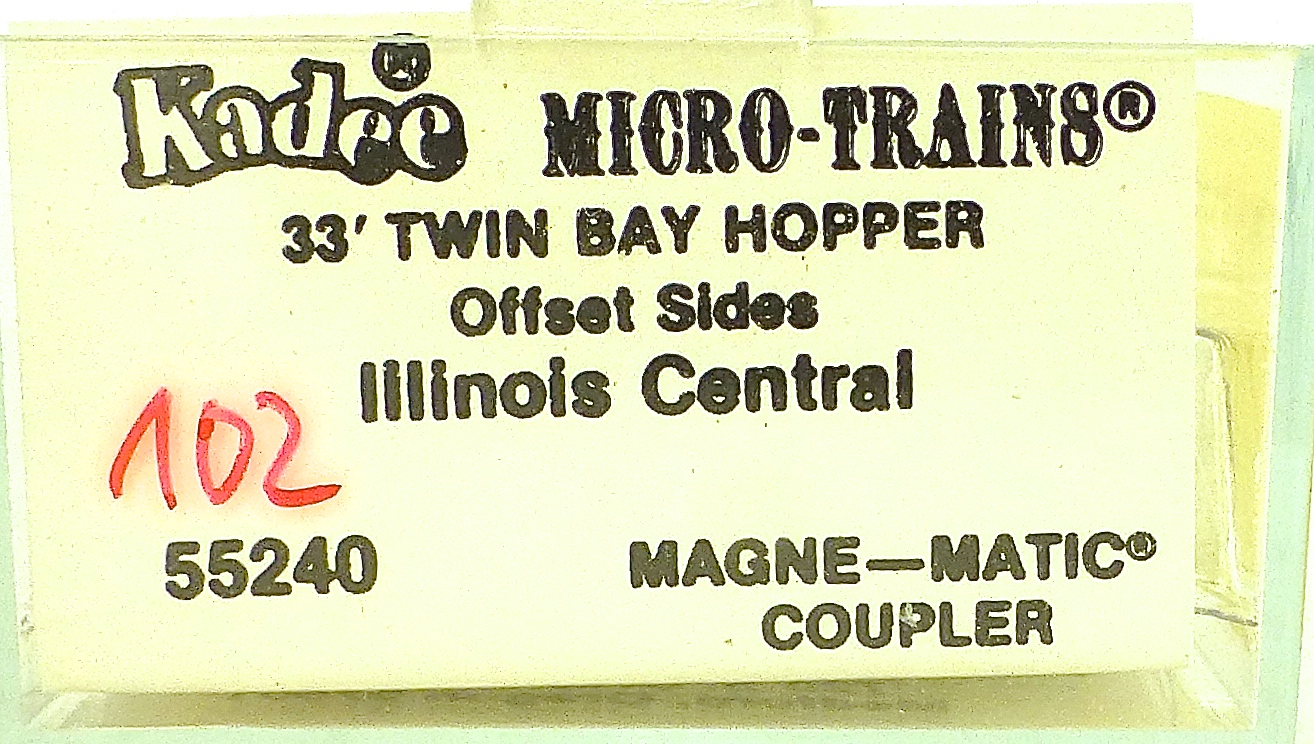 Kadee® MICRO-TRAINS®
33' TWIN BAY HOPPER
Offset Sides
Illinois Central
102
55240 MAGNE—MATIC®
COUPLER